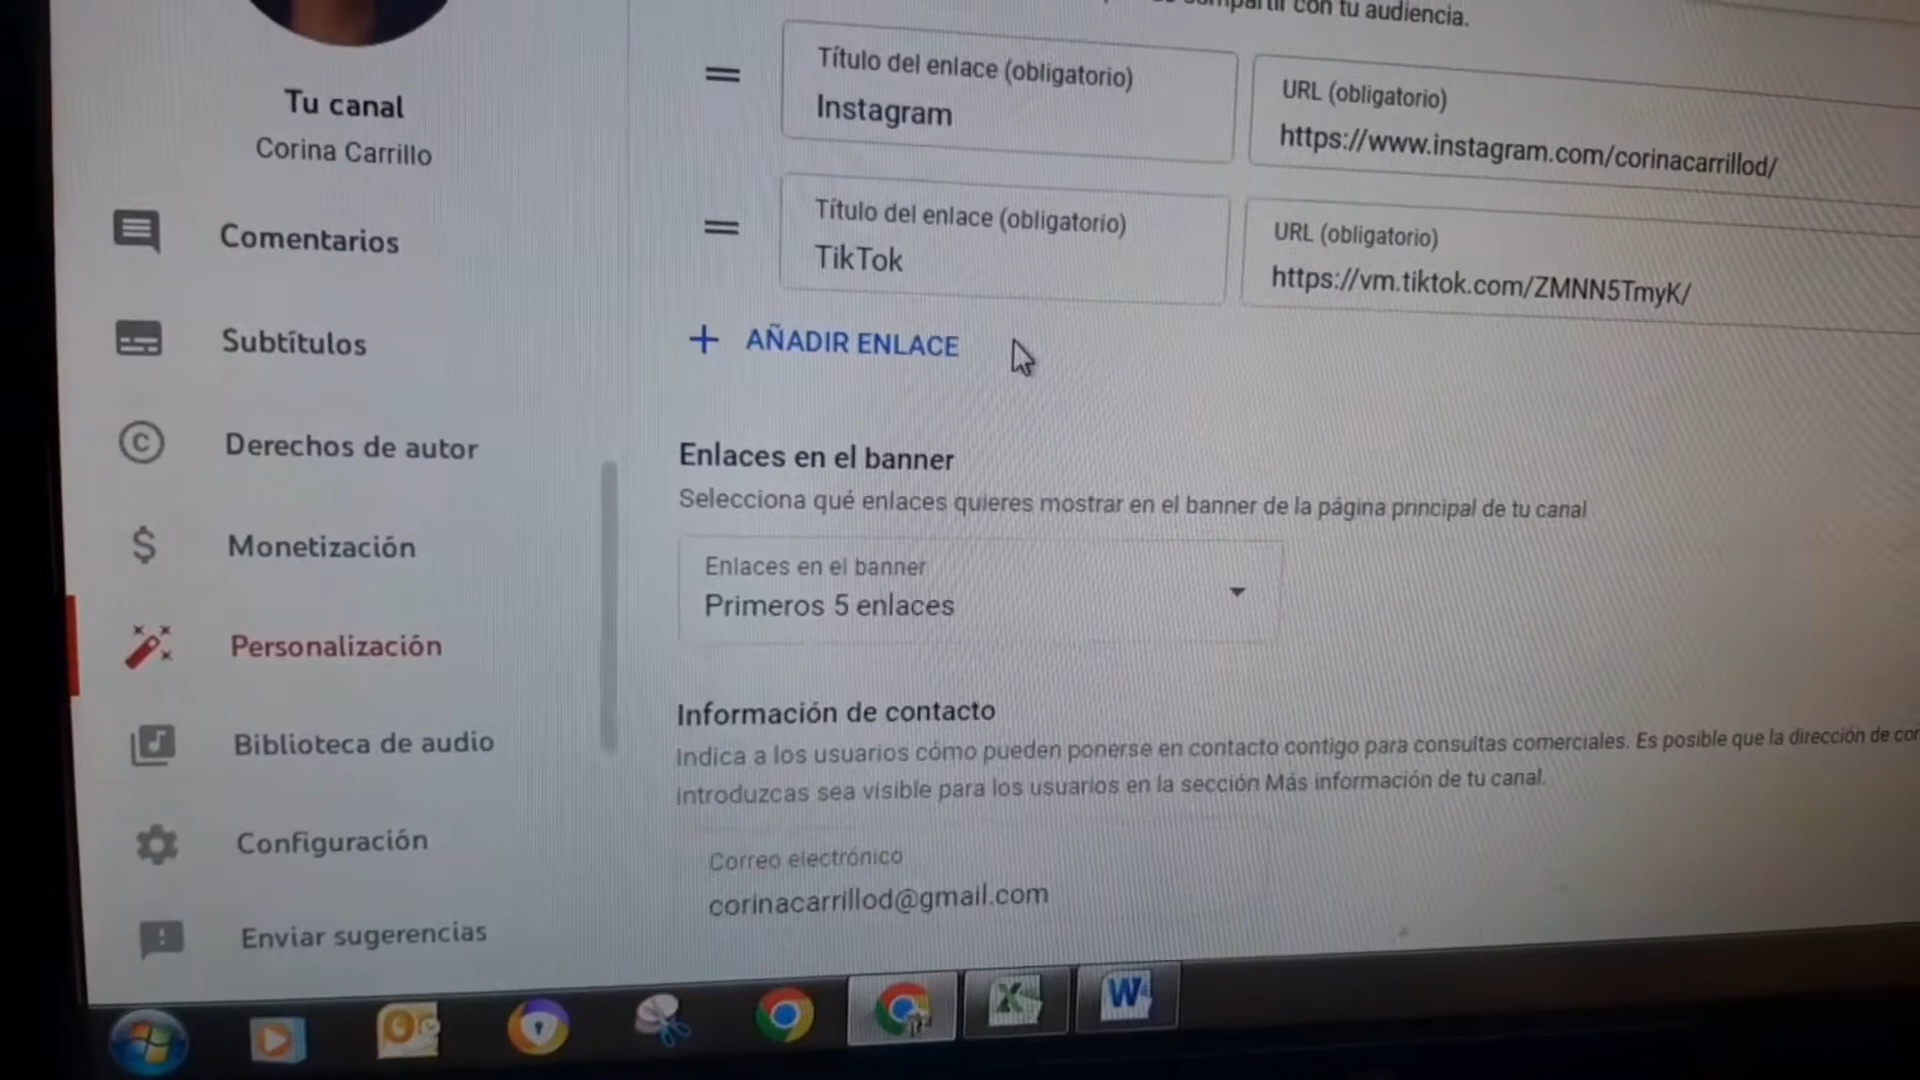 con tu audiencia.
Título del enlace (obligatorio)
Instagram
URL (obligatorio)
https://www.instagram.com/corinacarrillod/
Título del enlace (obligatorio)
TikTok
URL (obligatorio)
https://vm.tiktok.com/ZMNN5TmyK/
AÑADIR ENLACE
Enlaces en el banner
Selecciona qué enlaces quieres mostrar en el banner de la página principal de tu canal
Enlaces en el banner
Primeros 5 enlaces
Información de contacto
Indica a los usuarios cómo pueden ponerse en contacto contigo para consultas comerciales. Es posible que la dirección de
introduzcas sea visible para los usuarios en la sección Más información de tu canal.
Correo electrónico
corinacarrillod@gmail.com
Tu canal
Corina Carrillo
Comentarios
Subtítulos
Derechos de autor
Monetización
Personalización
Biblioteca de audio
Configuración
Enviar sugerencias